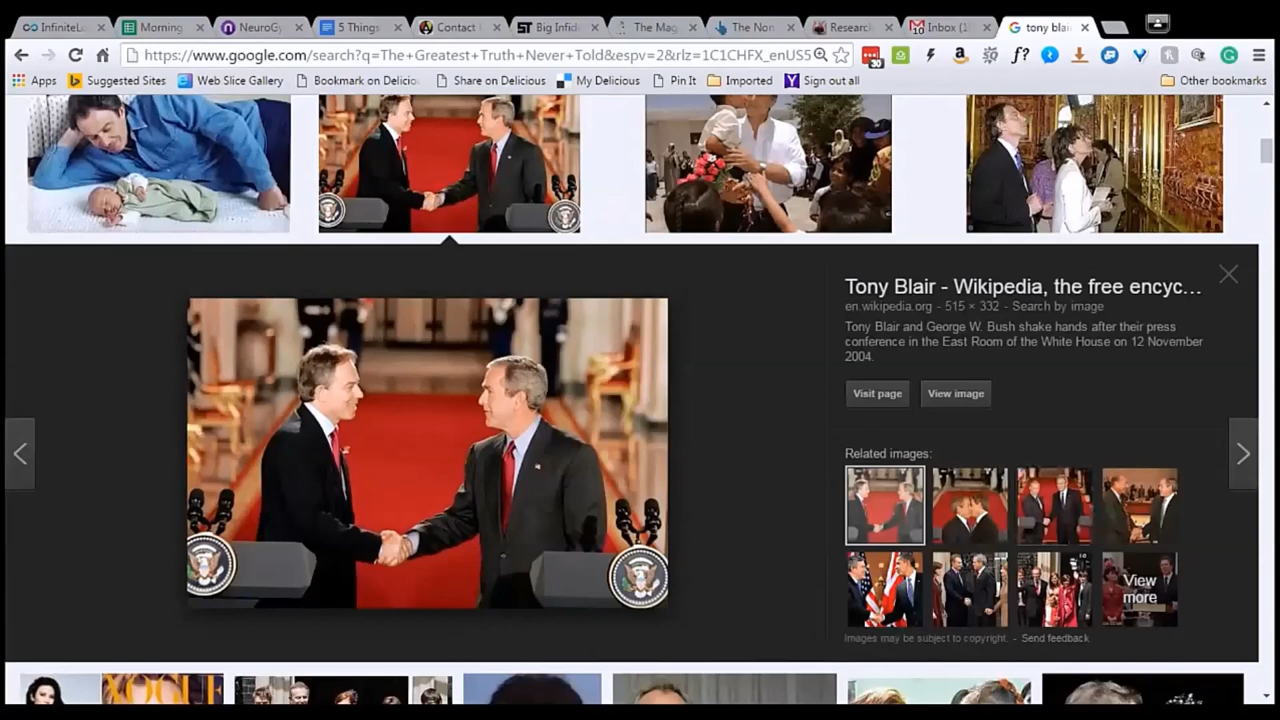 InfiniteL
Morning
NeuroGy
5 Things
Contact
Big Infid
The Mag
The Non
Research
Inbox (1
tony blai
https://www.google.com/search?q=The+Greatest+Truth+Never+Told&espv=2&rlz=1C1CHFX_enUS5
30
f?
Apps
Suggested Sites
Web Slice Gallery
Bookmark on Delicio
Share on Delicious
My Delicious
Pin It
Imported
Sign out all
Other bookmarks
Tony Blair - Wikipedia, the free encyc...
en.wikipedia.org - 515 × 332 - Search by image
Tony Blair and George W. Bush shake hands after their press
conference in the East Room of the White House on 12 November
2004.
Visit page
View image
Related images:
View
more
Images may be subject to copyright. - Send feedback
VOGUE